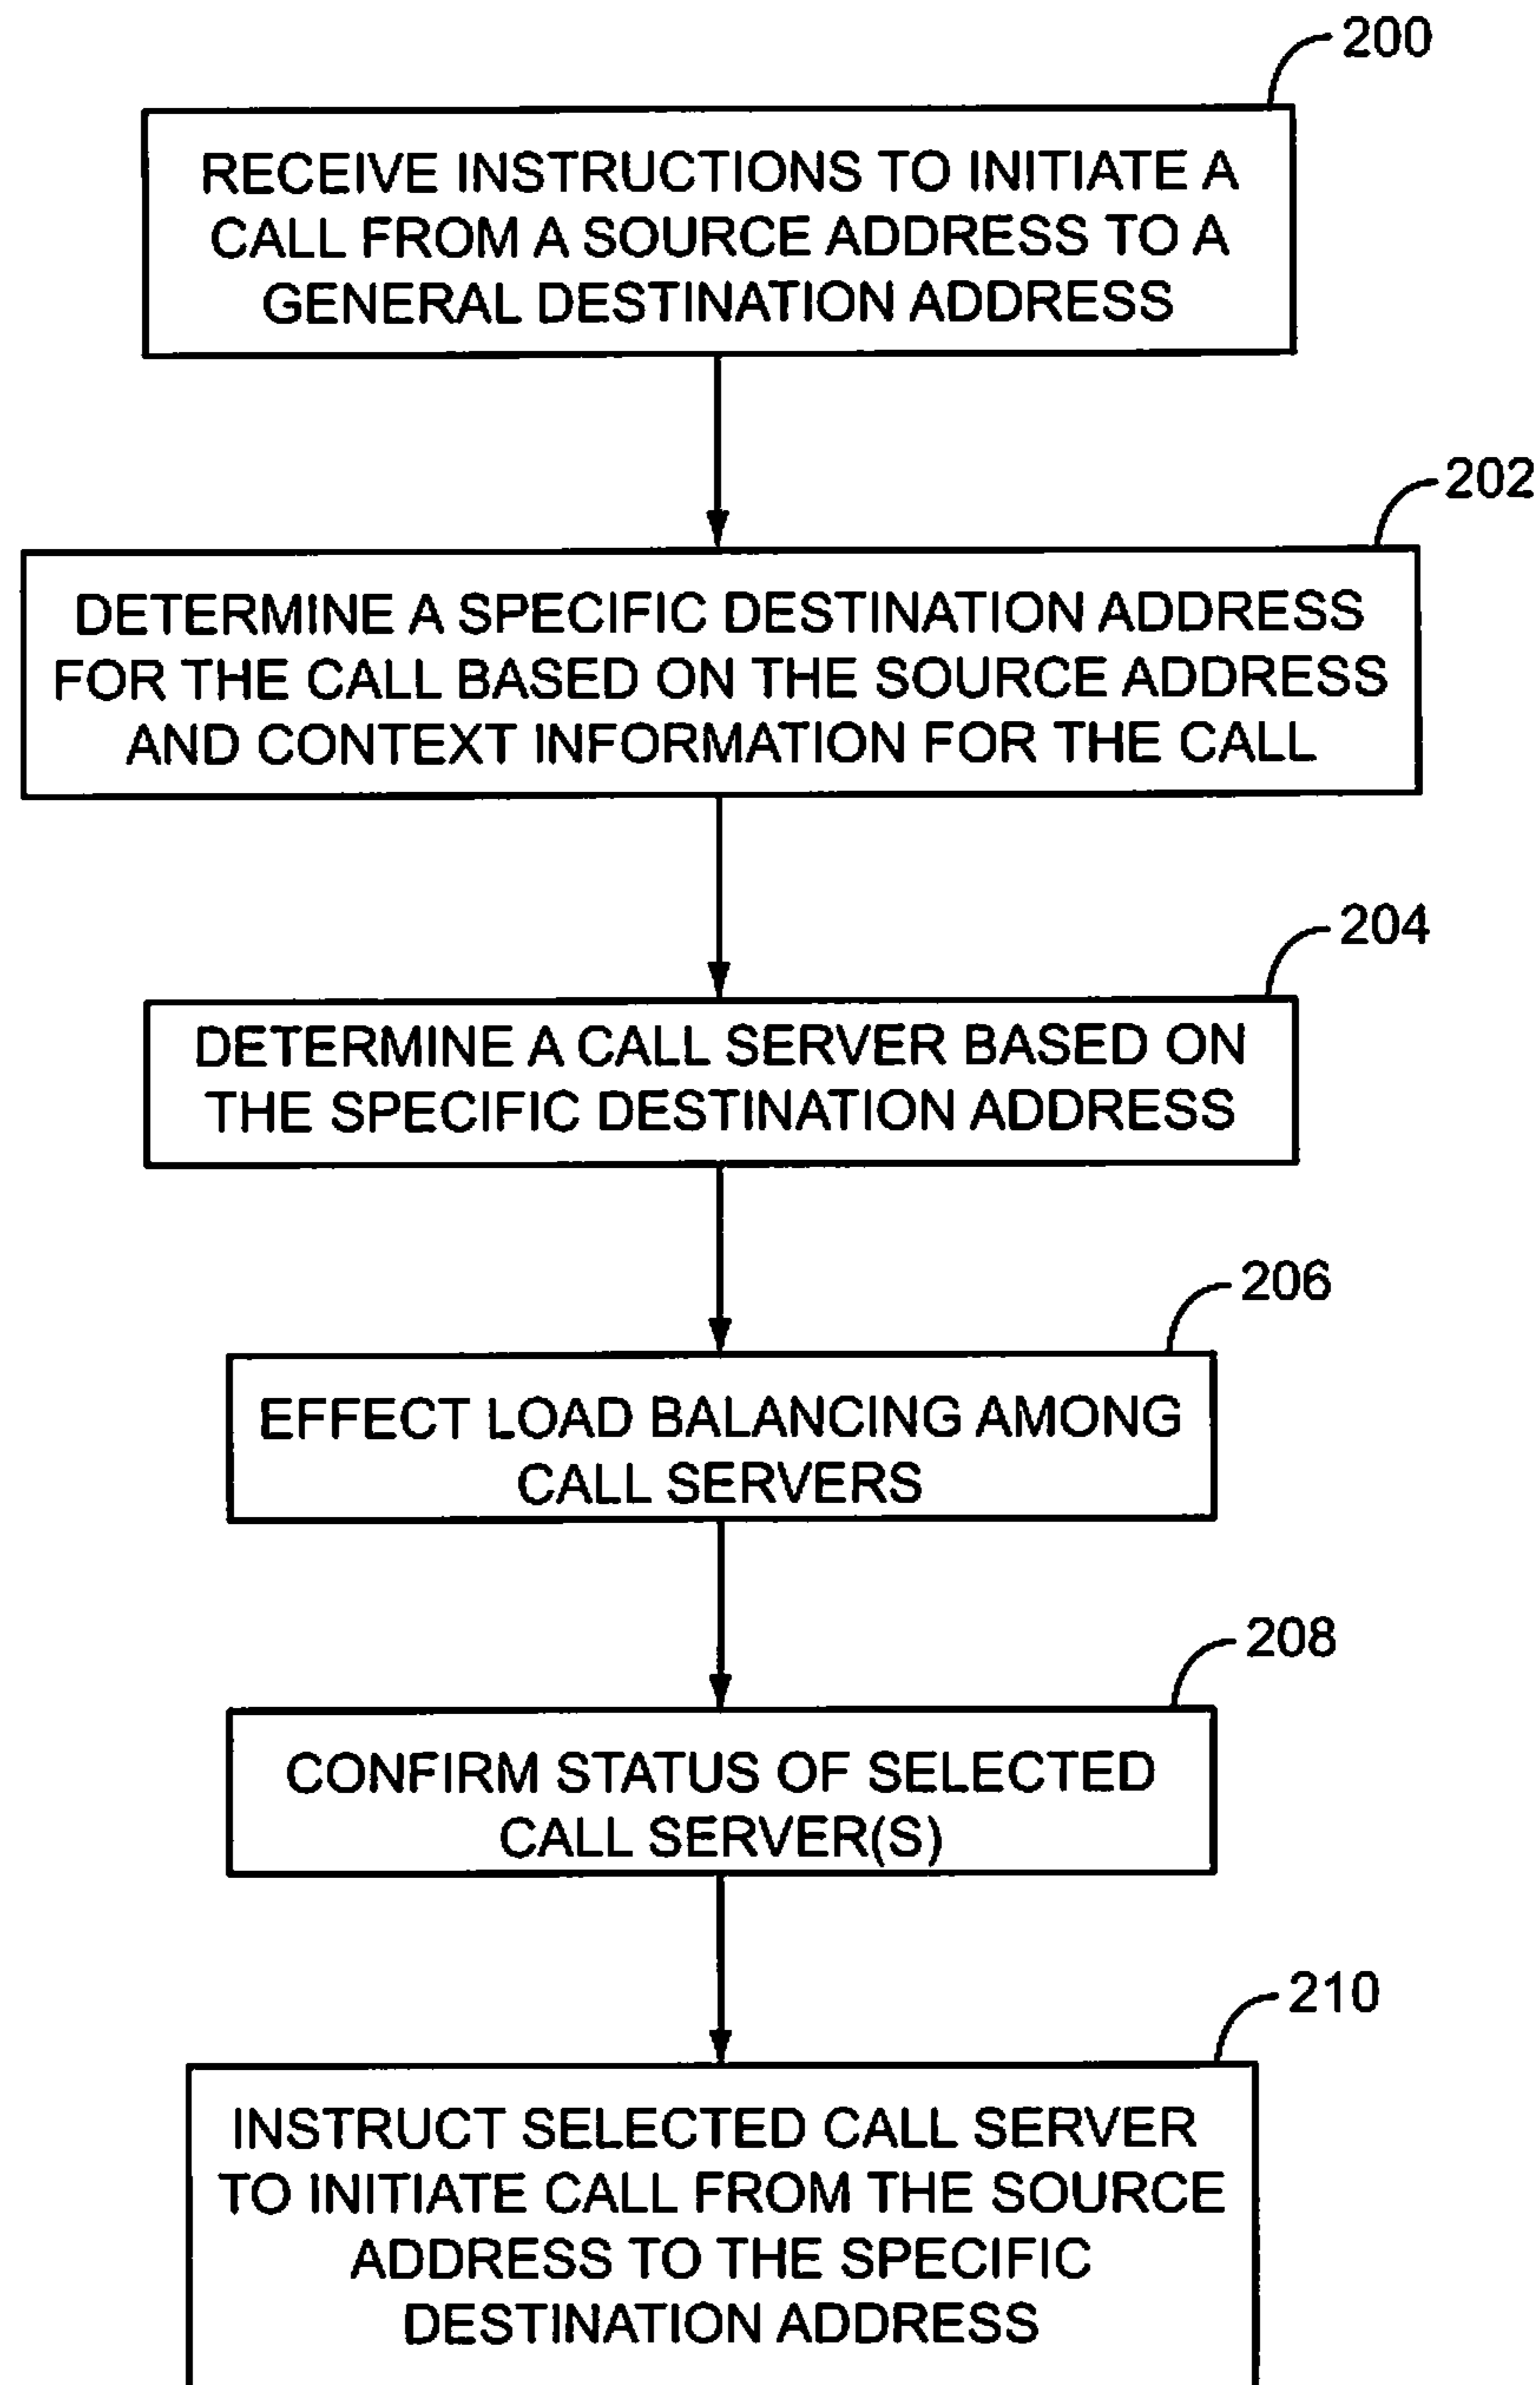 200
RECEIVE INSTRUCTIONS TO INITIATE A
CALL FROM A SOURCE ADDRESS TO A
GENERAL DESTINATION ADDRESS
202
DETERMINE A SPECIFIC DESTINATION ADDRESS
FOR THE CALL BASED ON THE SOURCE ADDRESS
AND CONTEXT INFORMATION FOR THE CALL
204
DETERMINE A CALL SERVER BASED ON
THE SPECIFIC DESTINATION ADDRESS
206
EFFECT LOAD BALANCING AMONG
CALL SERVERS
208
CONFIRM STATUS OF SELECTED
CALL SERVER(S)
210
INSTRUCT SELECTED CALL SERVER
TO INITIATE CALL FROM THE SOURCE
ADDRESS TO THE SPECIFIC
DESTINATION ADDRESS